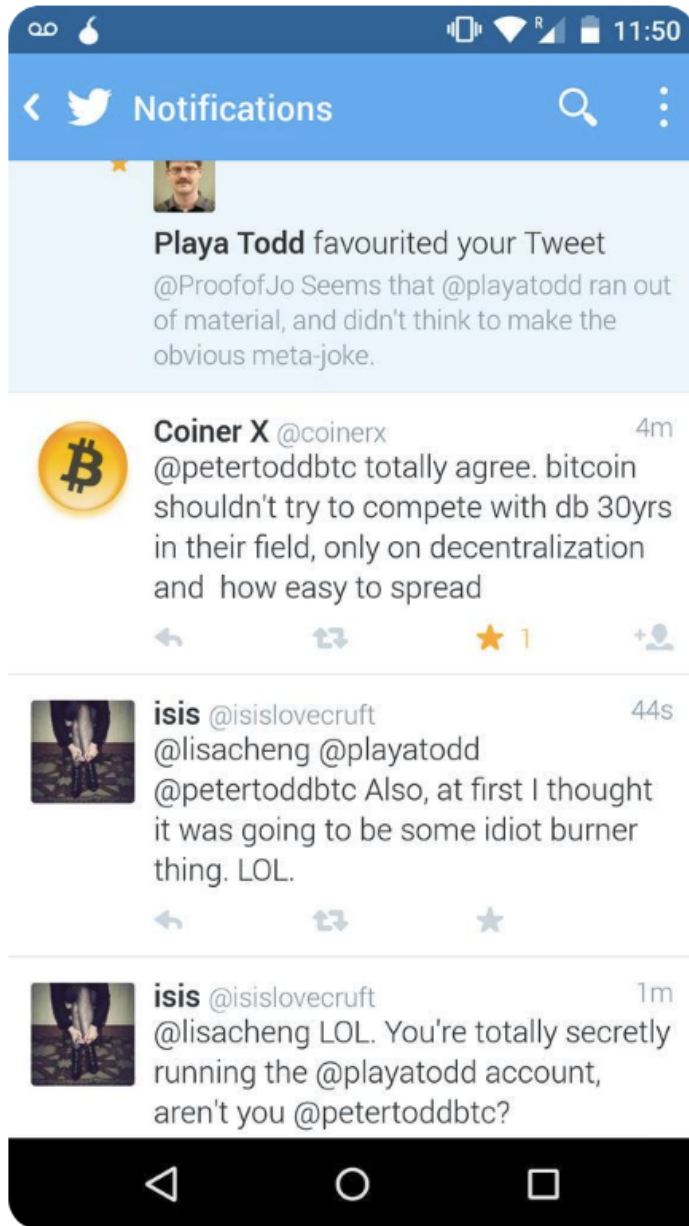 R 11:50
Notifications
Playa Todd favourited your Tweet
@ProofofJo Seems that @playatodd ran out
of material, and didn't think to make the
obvious meta-joke.
Coiner X @coinerx 4m
@petertoddbtc totally agree. bitcoin
shouldn't try to compete with db 30yrs
in their field, only on decentralization
and how easy to spread
1
isis @isislovecruft 44s
@lisacheng @playatodd
@petertoddbtc Also, at first I thought
it was going to be some idiot burner
thing. LOL.
isis @isislovecruft 1m
@lisacheng LOL. You're totally secretly
running the @playatodd account,
aren't you @petertoddbtc?